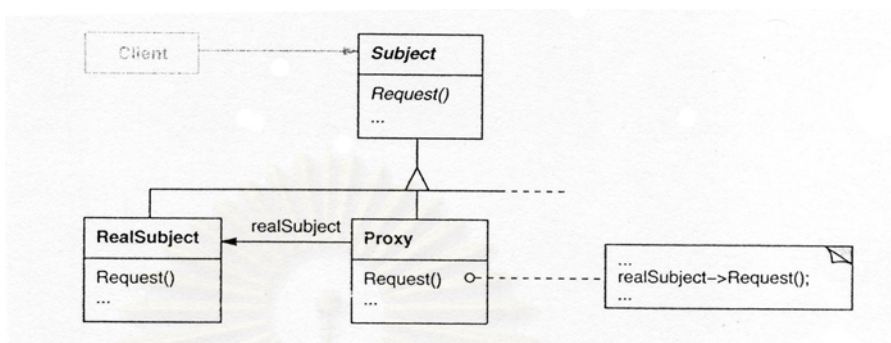 Client
Subject
Request()
...
RealSubject
Request()
...
realSubject
Proxy
Request()
...
...
realSubject->Request();
...